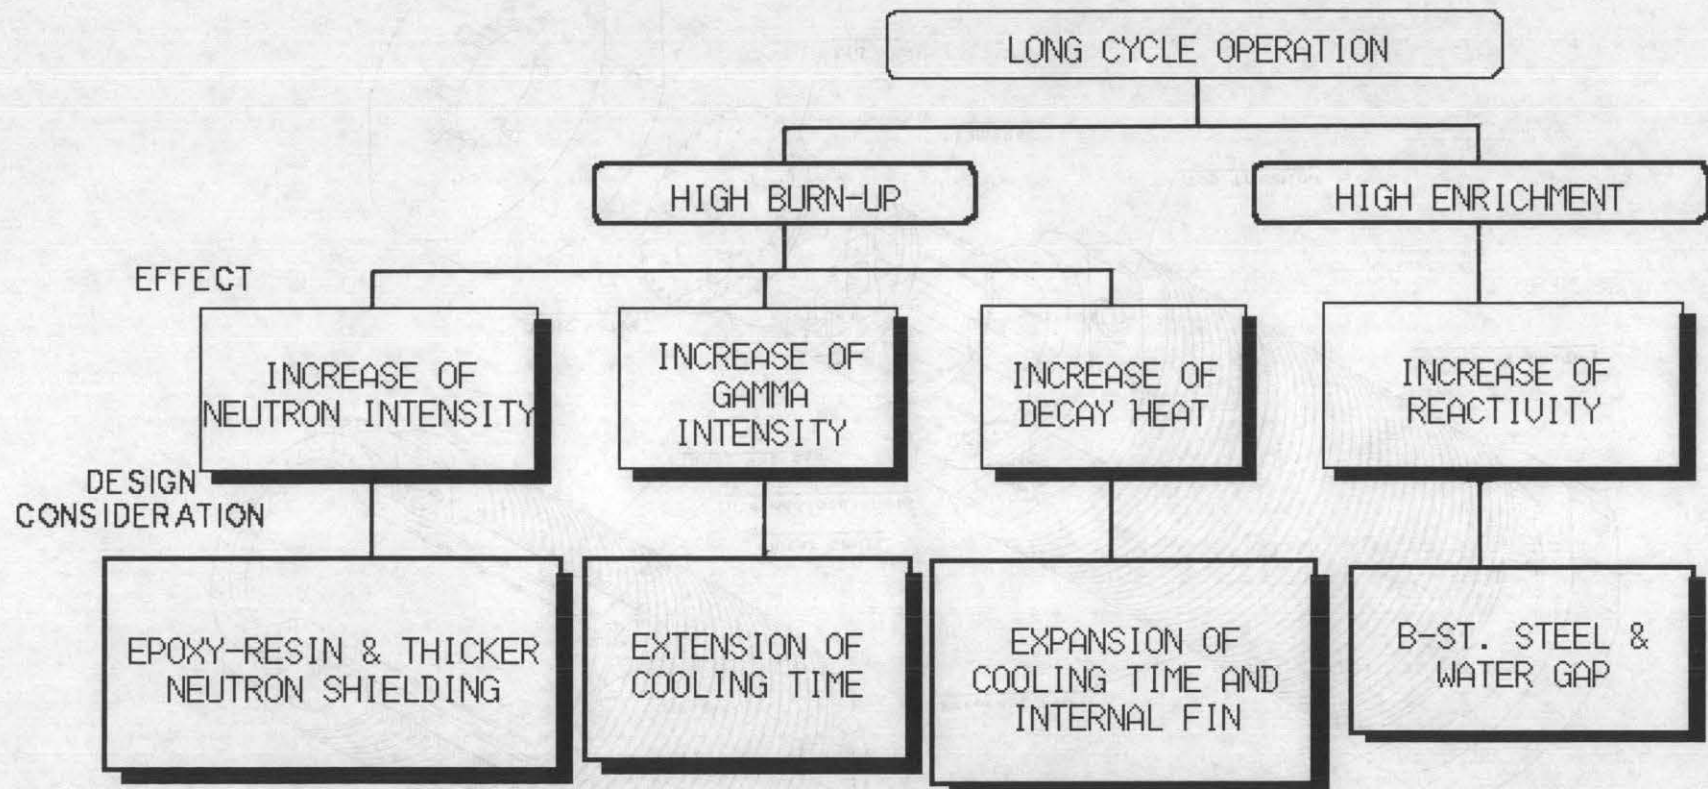 LONG CYCLE OPERATION
HIGH BURN-UP
HIGH ENRICHMENT
EFFECT
INCREASE OF
NEUTRON INTENSITY
INCREASE OF
GAMMA
INTENSITY
INCREASE OF
DECAY HEAT
INCREASE OF
REACTIVITY
DESIGN
CONSIDERATION
EPOXY-RESIN & THICKER
NEUTRON SHIELDING
EXTENSION OF
COOLING TIME
EXPANSION OF
COOLING TIME AND
INTERNAL FIN
B-ST. STEEL &
WATER GAP